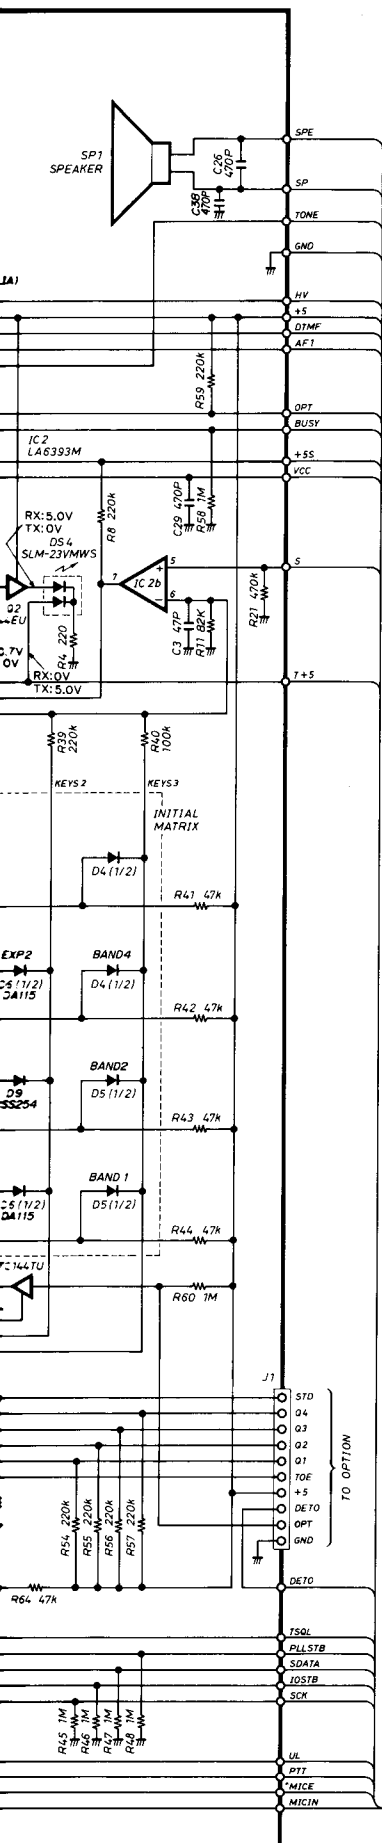 SPE
SP1
SPEAKER
C26
470P
SP
C38
470P
TONE
GND
HV
+5
DTMF
AF1
R59 220k
OPT
BUSY
IC2
LA6393M
+5S
VCC
R8 220k
C29 470P
R58 1M
RX:5.0V
TX:0V
DS4
SLM-23VMWS
7
IC2b
5
+
6
−
S
Q2
R4 220
C3 47P
R11 82K
R21 470k
RX:0V
TX:5.0V
T+5
R39
220k
R40
100k
KEYS2
KEYS3
INITIAL
MATRIX
D4(1/2)
R41 47k
EXP2
BAND4
D4(1/2)
DA115
R42 47k
BAND2
D9
D5(1/2)
R43 47k
BAND1
D5(1/2)
DA115
R44 47k
R60 1M
J1
STD
Q4
Q3
Q2
Q1
TOE
+5
DETO
OPT
GND
TO OPTION
R54 220k
R55 220k
R56 220k
R57 220k
DETO
R64 47k
TSQL
PLLSTB
SDATA
IOSTB
SCK
R45 1M
R46 1M
R47 1M
R48 1M
UL
PTT
MICE
MICIN